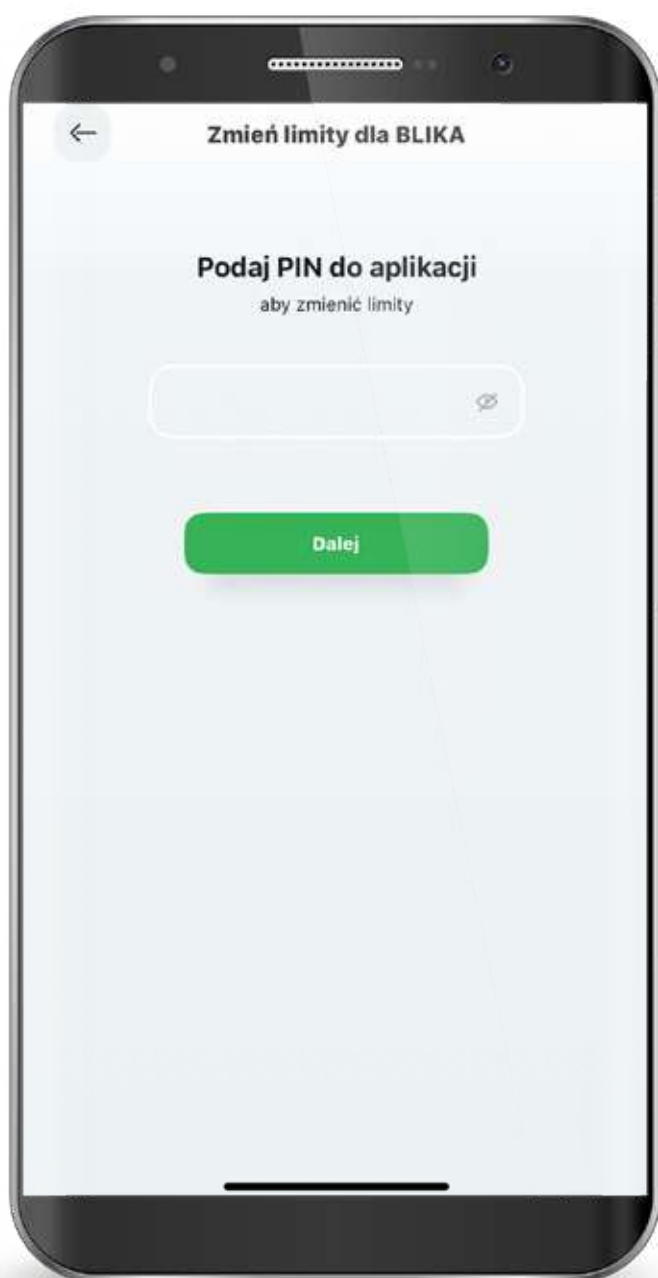 Zmień limity dla BLIKA
Podaj PIN do aplikacji
aby zmienić limity
Dalej